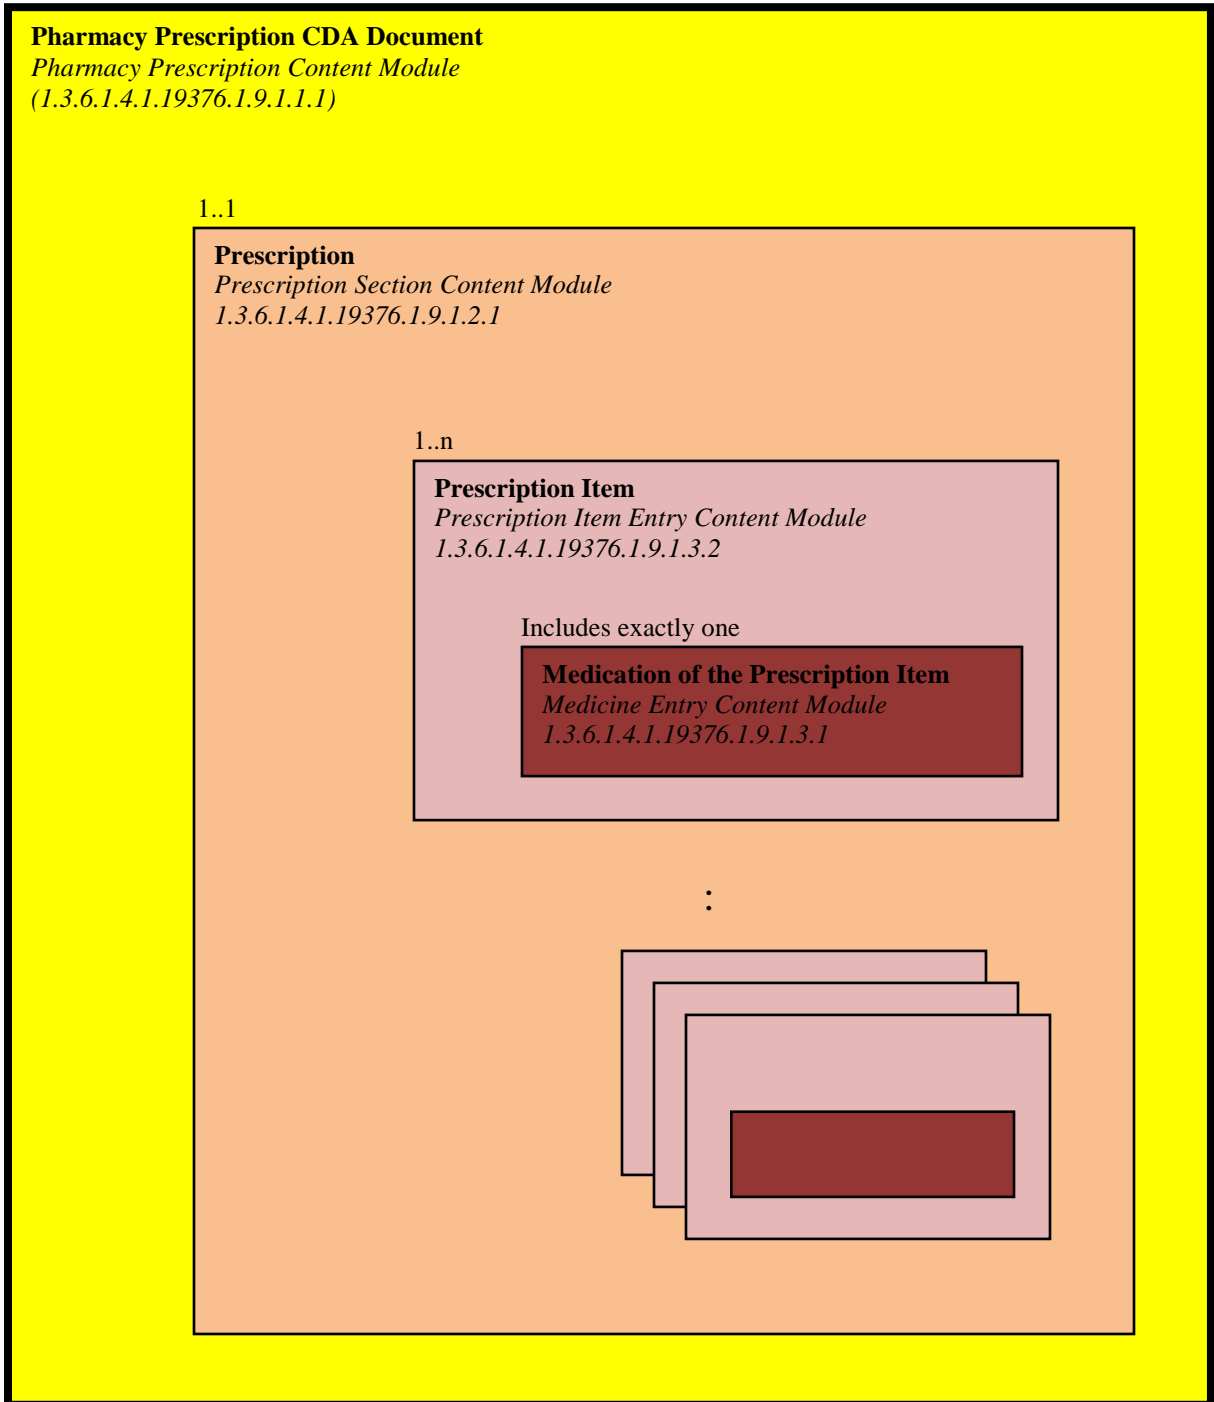 Pharmacy Prescription CDA Document
Pharmacy Prescription Content Module
(1.3.6.1.4.1.19376.1.9.1.1.1)
1..1
Prescription
Prescription Section Content Module
1.3.6.1.4.1.19376.1.9.1.2.1
1..n
Prescription Item
Prescription Item Entry Content Module
1.3.6.1.4.1.19376.1.9.1.3.2
Includes exactly one
Medication of the Prescription Item
Medicine Entry Content Module
1.3.6.1.4.1.19376.1.9.1.3.1
: